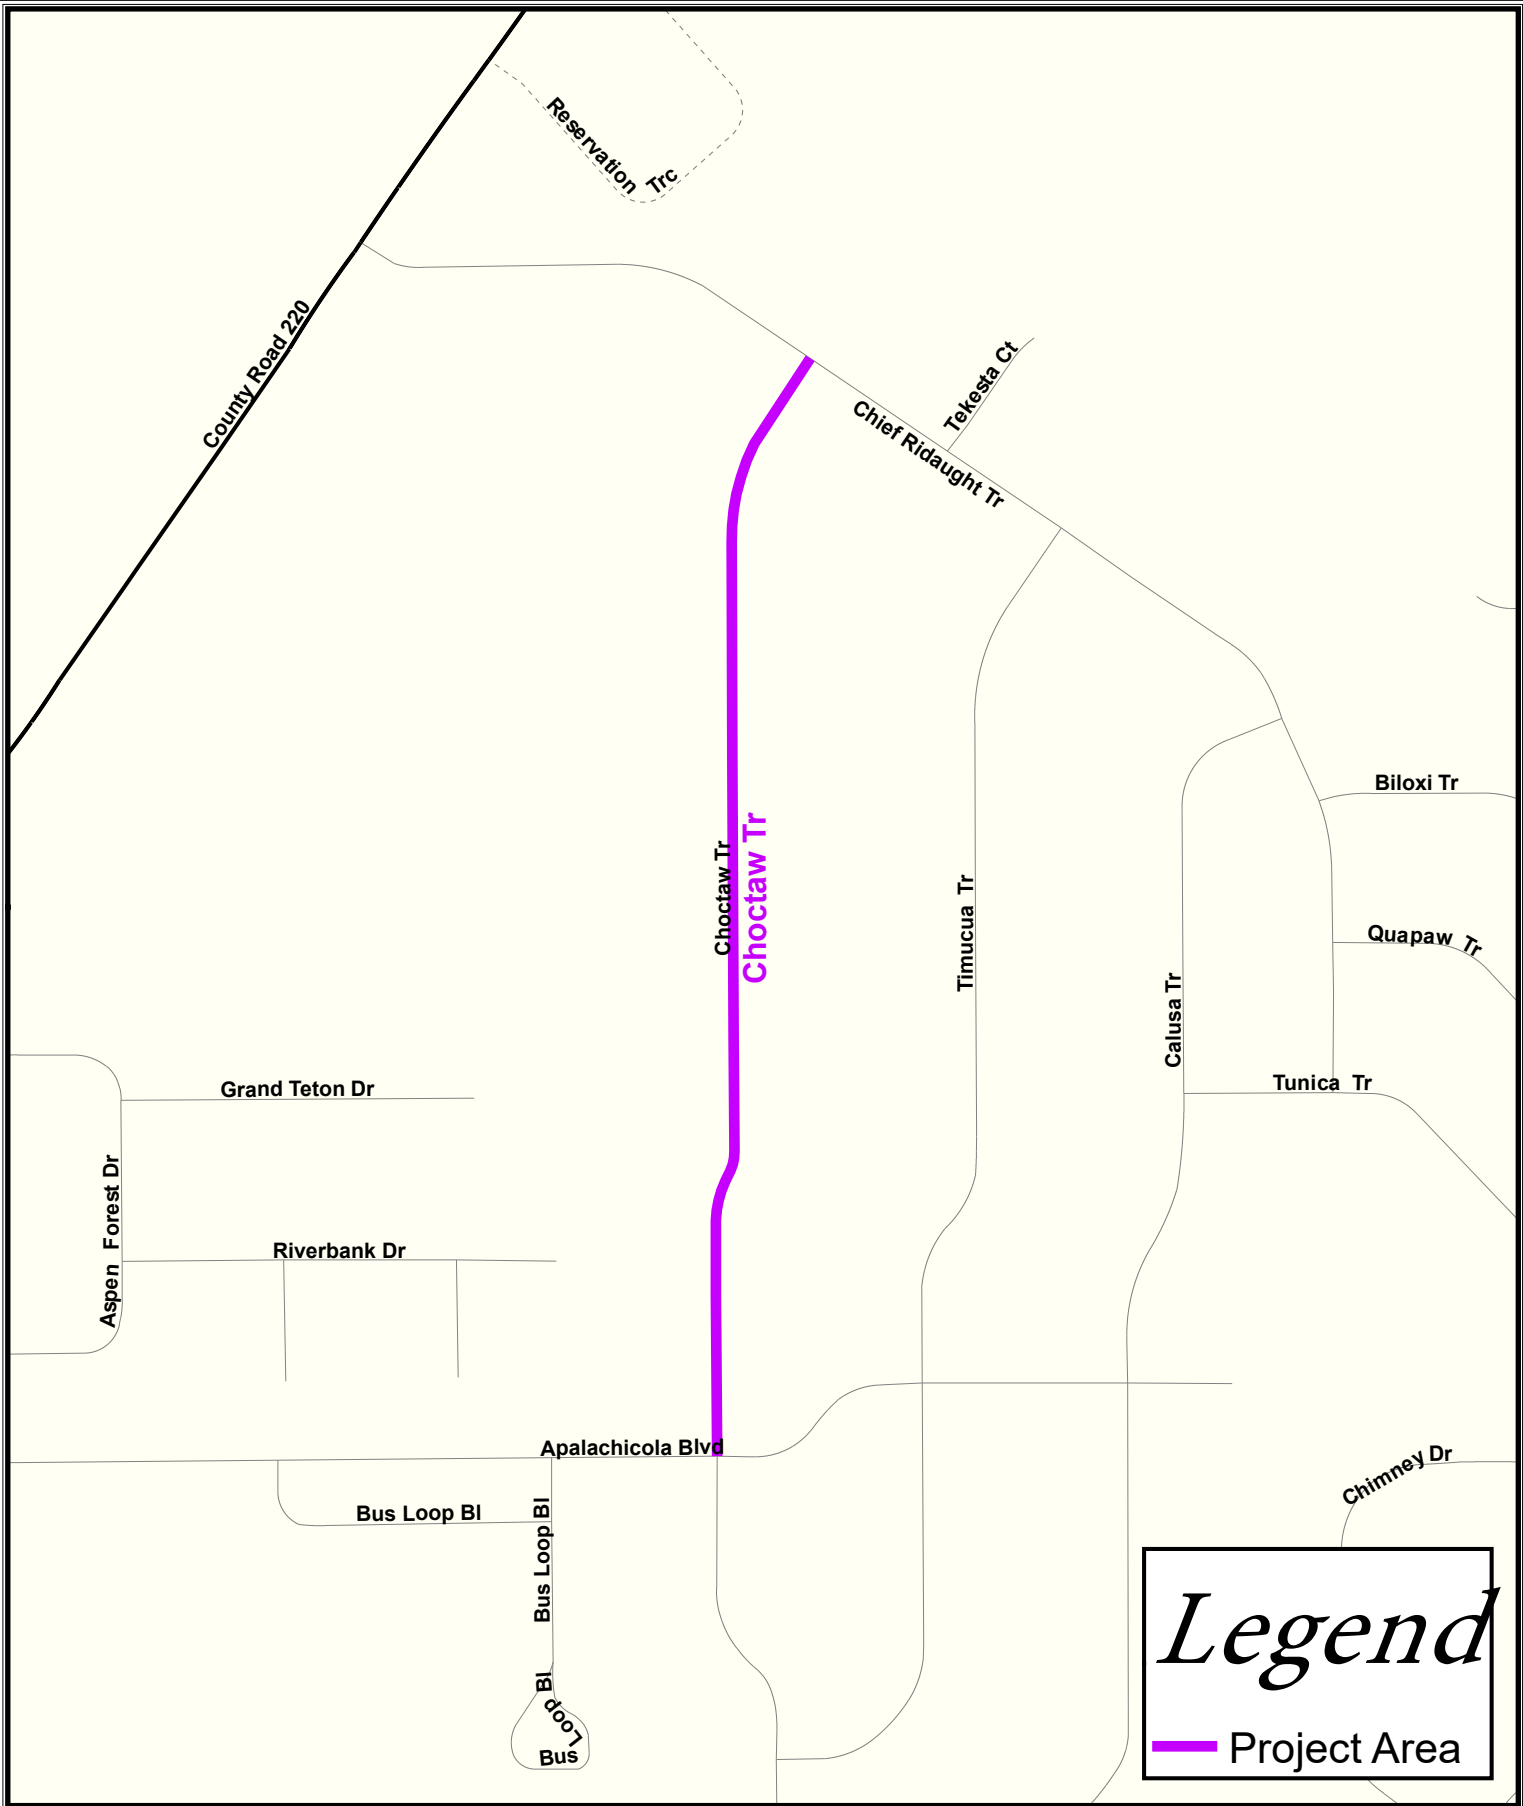 Reservation Trc
County Road 220
Tekesta Ct
Chief Ridaught Tr
Biloxi Tr
Choctaw Tr
Choctaw Tr
Timucua Tr
Quapaw Tr
Calusa Tr
Tunica Tr
Grand Teton Dr
Aspen Forest Dr
Riverbank Dr
Apalachicola Blvd
Chimney Dr
Bus Loop Bl
Bus Loop Bl
Bus Loop Bl
Legend
Project Area